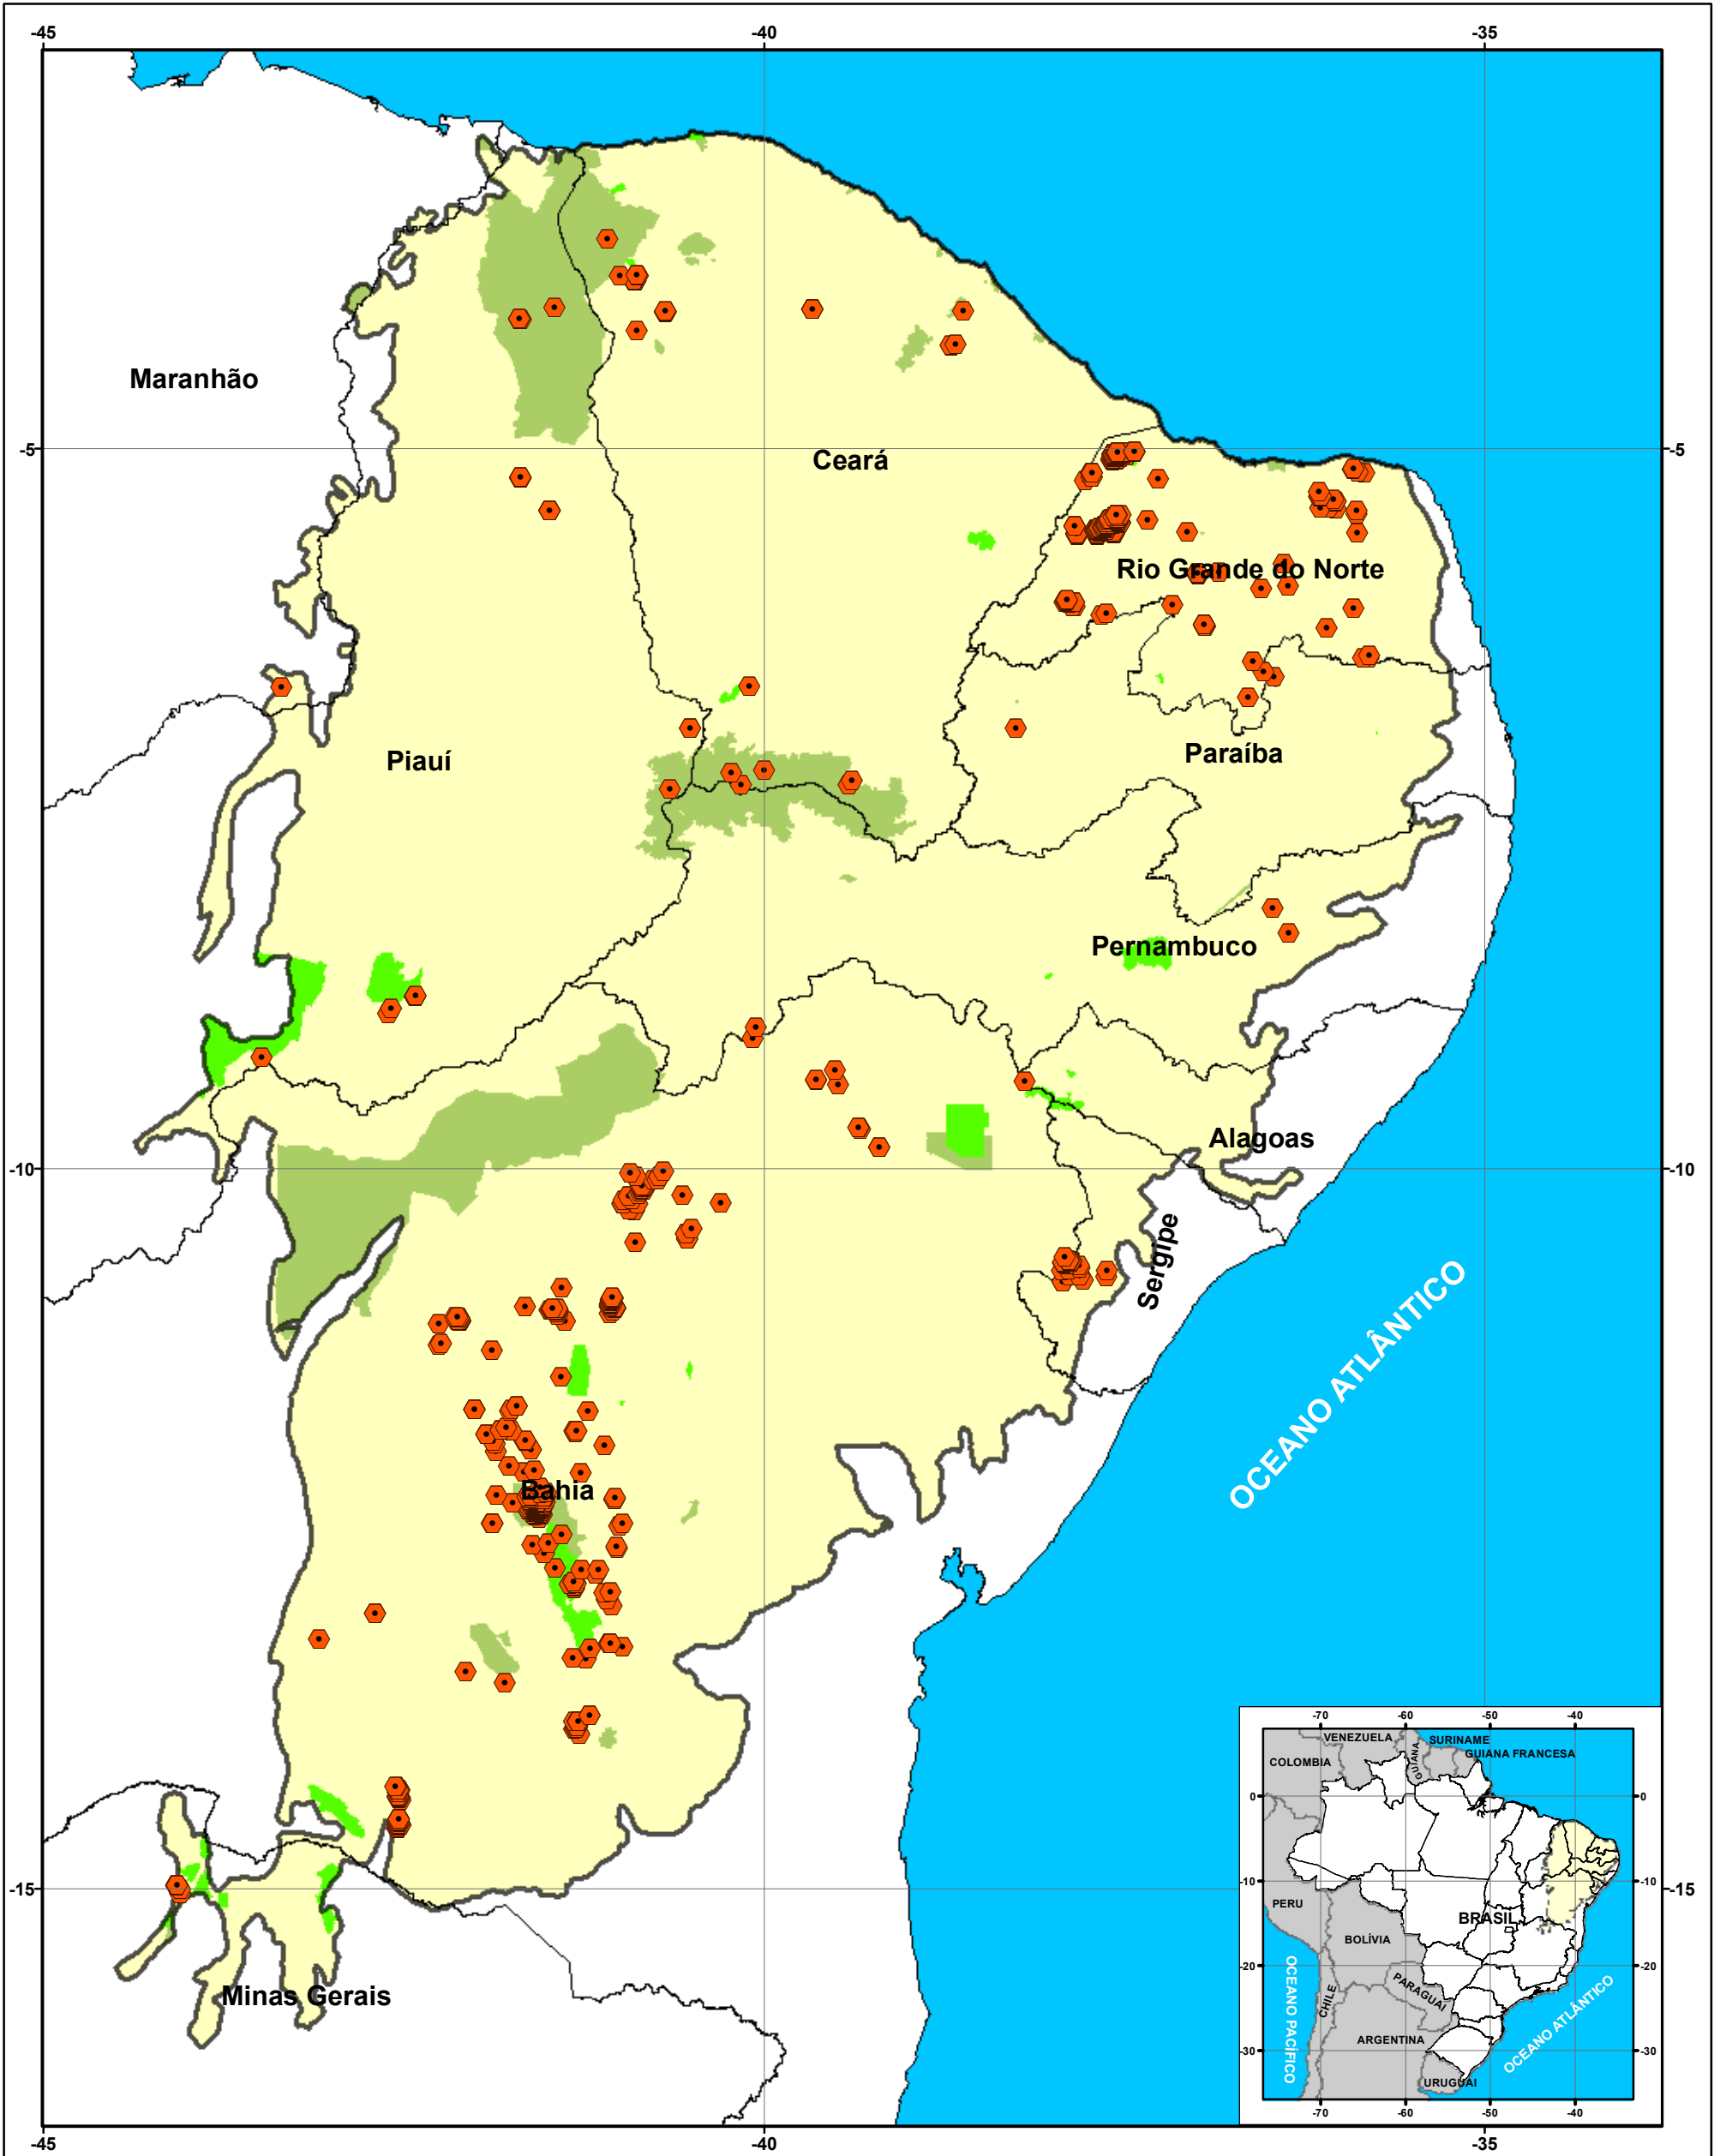 -45
-40
-35
Maranhão
-5
Ceará
-5
Rio Grande do Norte
Piauí
Paraíba
Pernambuco
Alagoas
-10
-10
Sergipe
OCEANO ATLÂNTICO
Bahia
-15
-15
Minas Gerais
-70
-60
-50
-40
VENEZUELA
SURINAME
GUIANA
GUIANA FRANCESA
COLOMBIA
0
0
-10
-10
PERU
BRASIL
BOLÍVIA
-20
-20
PARAGUAI
CHILE
OCEANO PACÍFICO
OCEANO ATLÂNTICO
ARGENTINA
-30
-30
URUGUAI
-70
-60
-50
-40
-45
-40
-35